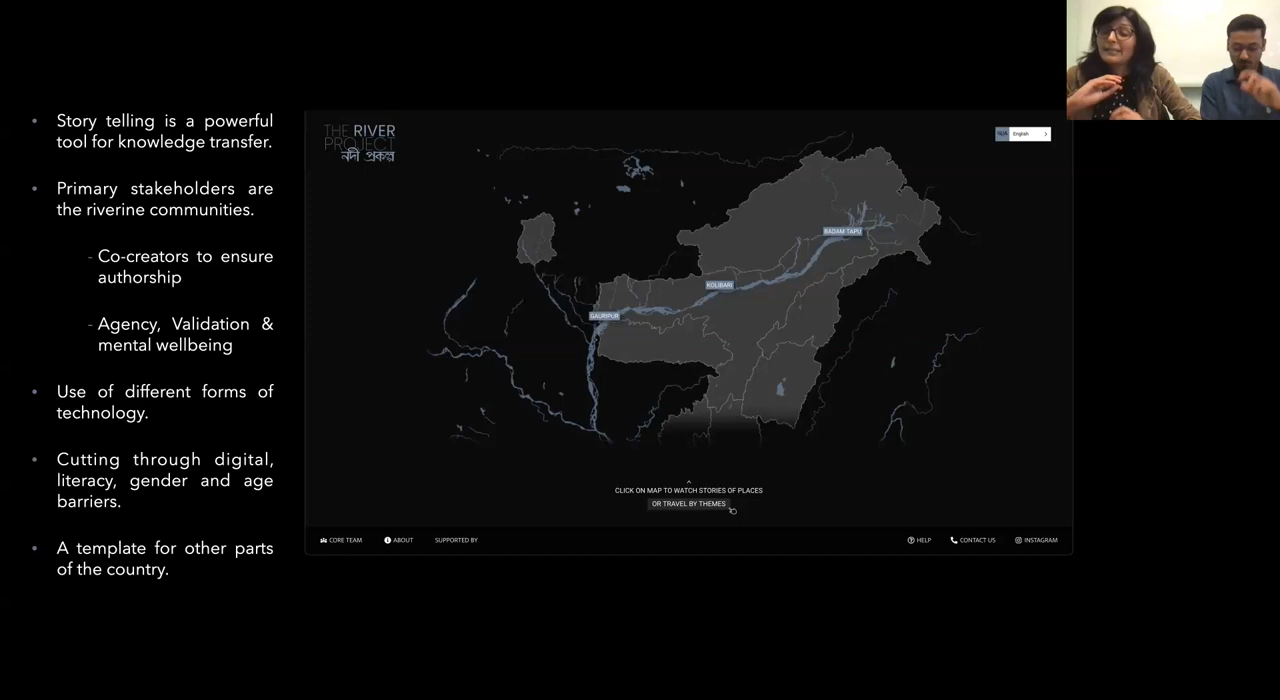 Story telling is a powerful
tool for knowledge transfer.
Primary stakeholders are
the riverine communities.
- Co-creators to ensure
authorship
- Agency, Validation &
mental wellbeing
Use of different forms of
technology.
Cutting through digital,
literacy, gender and age
barriers.
A template for other parts
of the country.
THE RIVER
PROJECT
নদী প্রকল্প
English
BADAM TAPU
KOLIBARI
GAURIPUR
CLICK ON MAP TO WATCH STORIES OF PLACES
OR TRAVEL BY THEMES
CORE TEAM
ABOUT
SUPPORTED BY
HELP
CONTACT US
INSTAGRAM